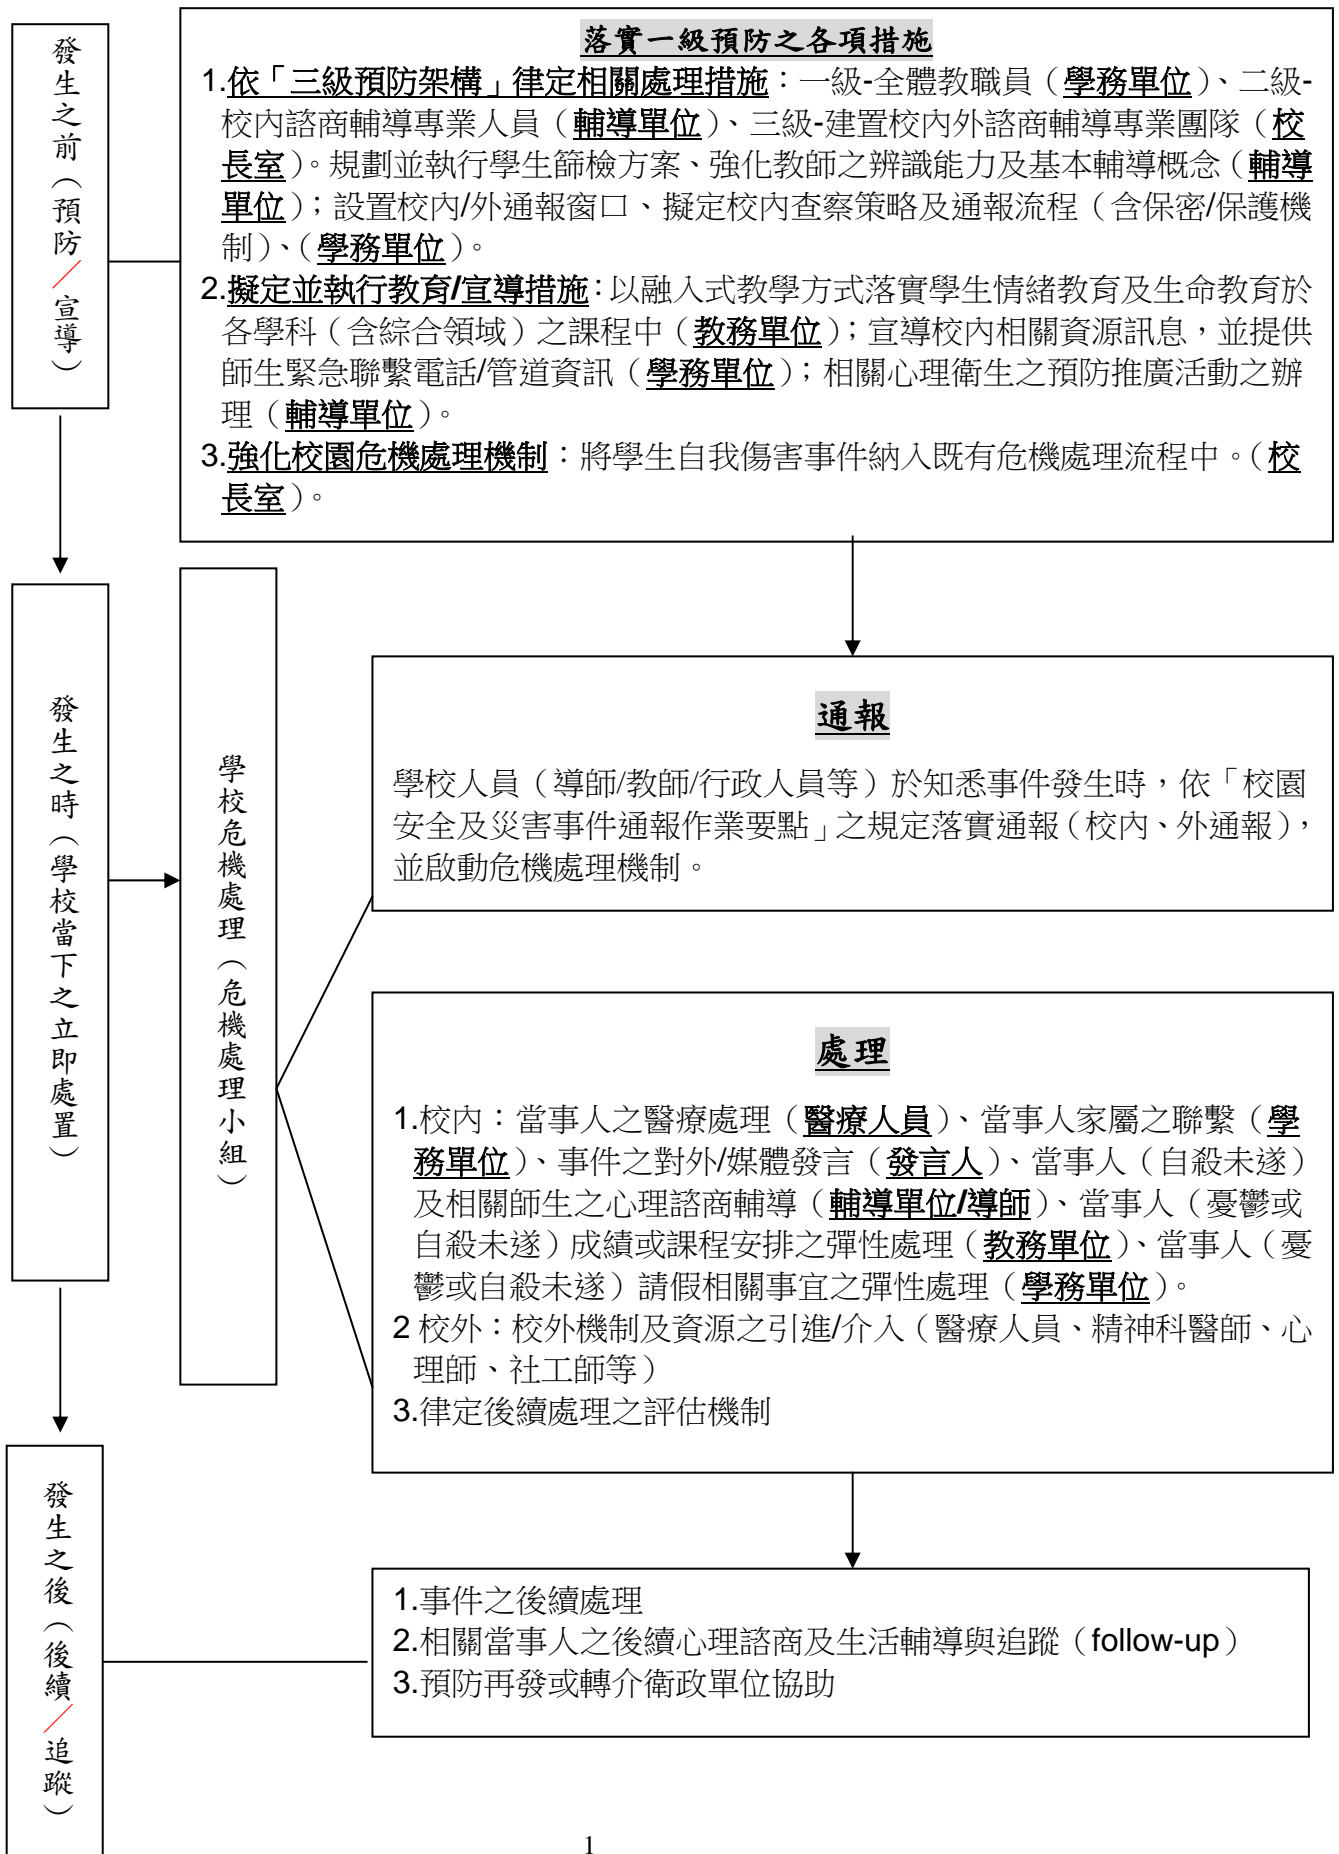 發生之前（預防／宣導）
落實一級預防之各項措施
1.依「三級預防架構」律定相關處理措施：一級-全體教職員（學務單位）、二級-
校內諮商輔導專業人員（輔導單位）、三級-建置校內外諮商輔導專業團隊（校
長室）。規劃並執行學生篩檢方案、強化教師之辨識能力及基本輔導概念（輔導
單位）；設置校內/外通報窗口、擬定校內查察策略及通報流程（含保密/保護機
制）、（學務單位）。
2.擬定並執行教育/宣導措施：以融入式教學方式落實學生情緒教育及生命教育於
各學科（含綜合領域）之課程中（教務單位）；宣導校內相關資源訊息，並提供
師生緊急聯繫電話/管道資訊（學務單位）；相關心理衛生之預防推廣活動之辦
理（輔導單位）。
3.強化校園危機處理機制：將學生自我傷害事件納入既有危機處理流程中。（校
長室）。
發生之時（學校當下之立即處置）
學校危機處理（危機處理小組）
通報
學校人員（導師/教師/行政人員等）於知悉事件發生時，依「校園
安全及災害事件通報作業要點」之規定落實通報（校內、外通報），
並啟動危機處理機制。
處理
1.校內：當事人之醫療處理（醫療人員）、當事人家屬之聯繫（學
務單位）、事件之對外/媒體發言（發言人）、當事人（自殺未遂）
及相關師生之心理諮商輔導（輔導單位/導師）、當事人（憂鬱或
自殺未遂）成績或課程安排之彈性處理（教務單位）、當事人（憂
鬱或自殺未遂）請假相關事宜之彈性處理（學務單位）。
2 校外：校外機制及資源之引進/介入（醫療人員、精神科醫師、心
理師、社工師等）
3.律定後續處理之評估機制
發生之後（後續／追蹤）
1.事件之後續處理
2.相關當事人之後續心理諮商及生活輔導與追蹤（follow-up）
3.預防再發或轉介衛政單位協助
1